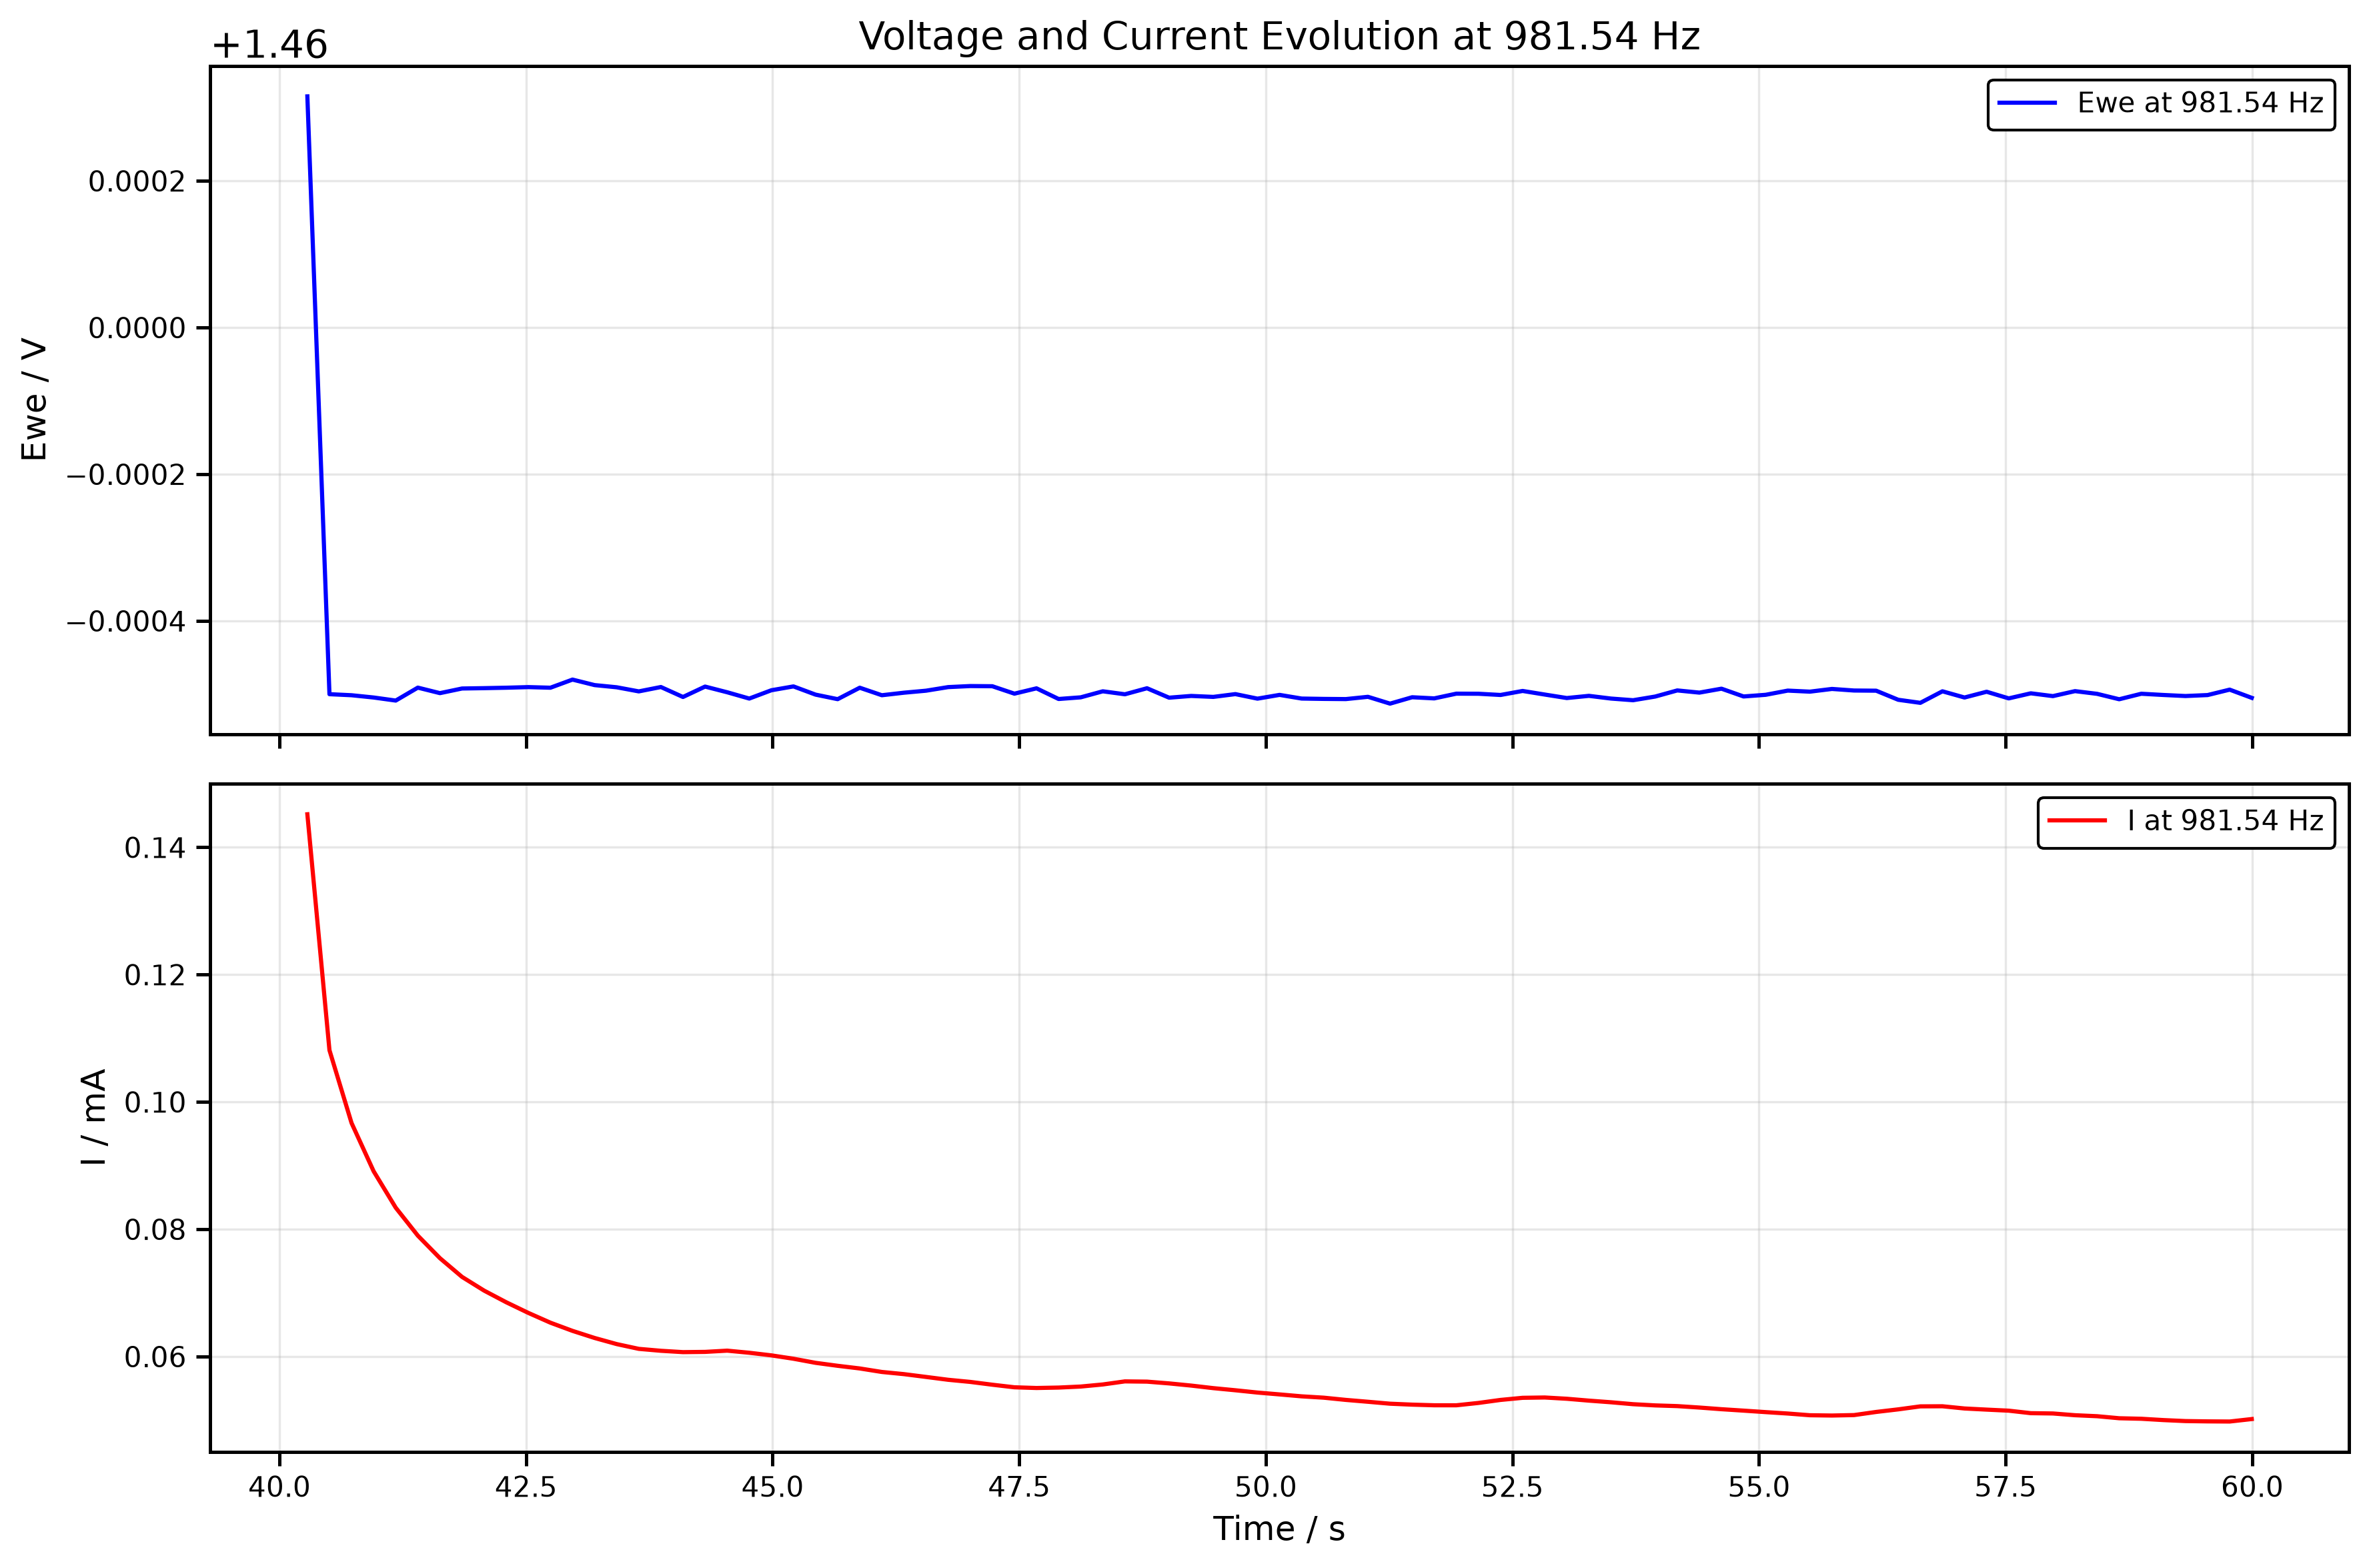 Voltage and Current Evolution at 981.54 Hz
+1.46
Ewe at 981.54 Hz
0.0002
0.0000
−0.0002
−0.0004
Ewe / V
I at 981.54 Hz
0.14
0.12
0.10
0.08
0.06
I / mA
40.0 42.5 45.0 47.5 50.0 52.5 55.0 57.5 60.0
Time / s